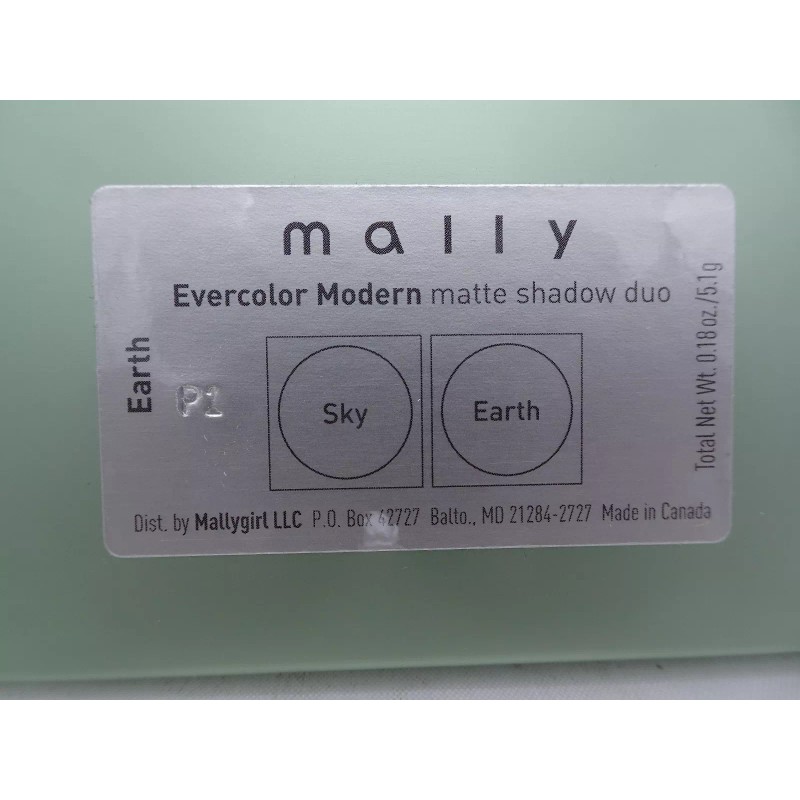 mally
Evercolor Modern matte shadow duo
Earth
P1
Sky
Earth
Total Net Wt. 0.18 oz./5.1g
Dist. by Mallygirl LLC P.O. Box 42727 Balto., MD 21284-2727 Made in Canada